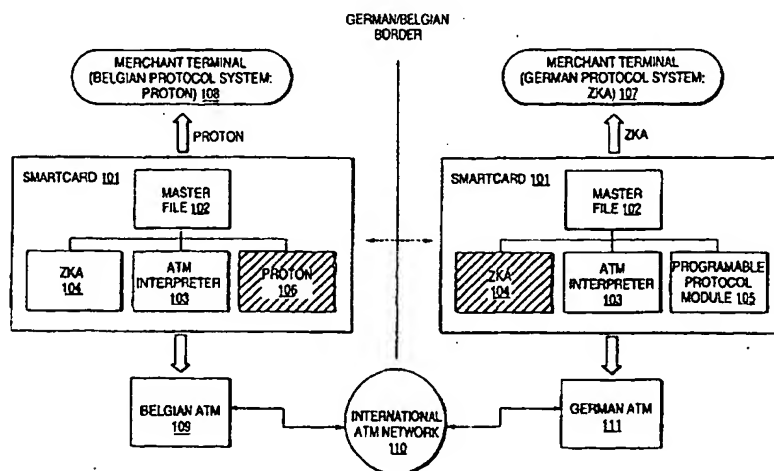 GERMAN/BELGIAN
BORDER
MERCHANT TERMINAL
(BELGIAN PROTOCOL SYSTEM:
PROTON) 108
MERCHANT TERMINAL
(GERMAN PROTOCOL SYSTEM:
ZKA) 107
PROTON
ZKA
SMARTCARD 101
MASTER
FILE 102
ZKA
104
ATM
INTERPRETER
103
PROTON
106
SMARTCARD 101
MASTER
FILE 102
ZKA
104
ATM
INTERPRETER
103
PROGRAMABLE
PROTOCOL
MODULE 105
BELGIAN ATM
109
INTERNATIONAL
ATM NETWORK
110
GERMAN ATM
111